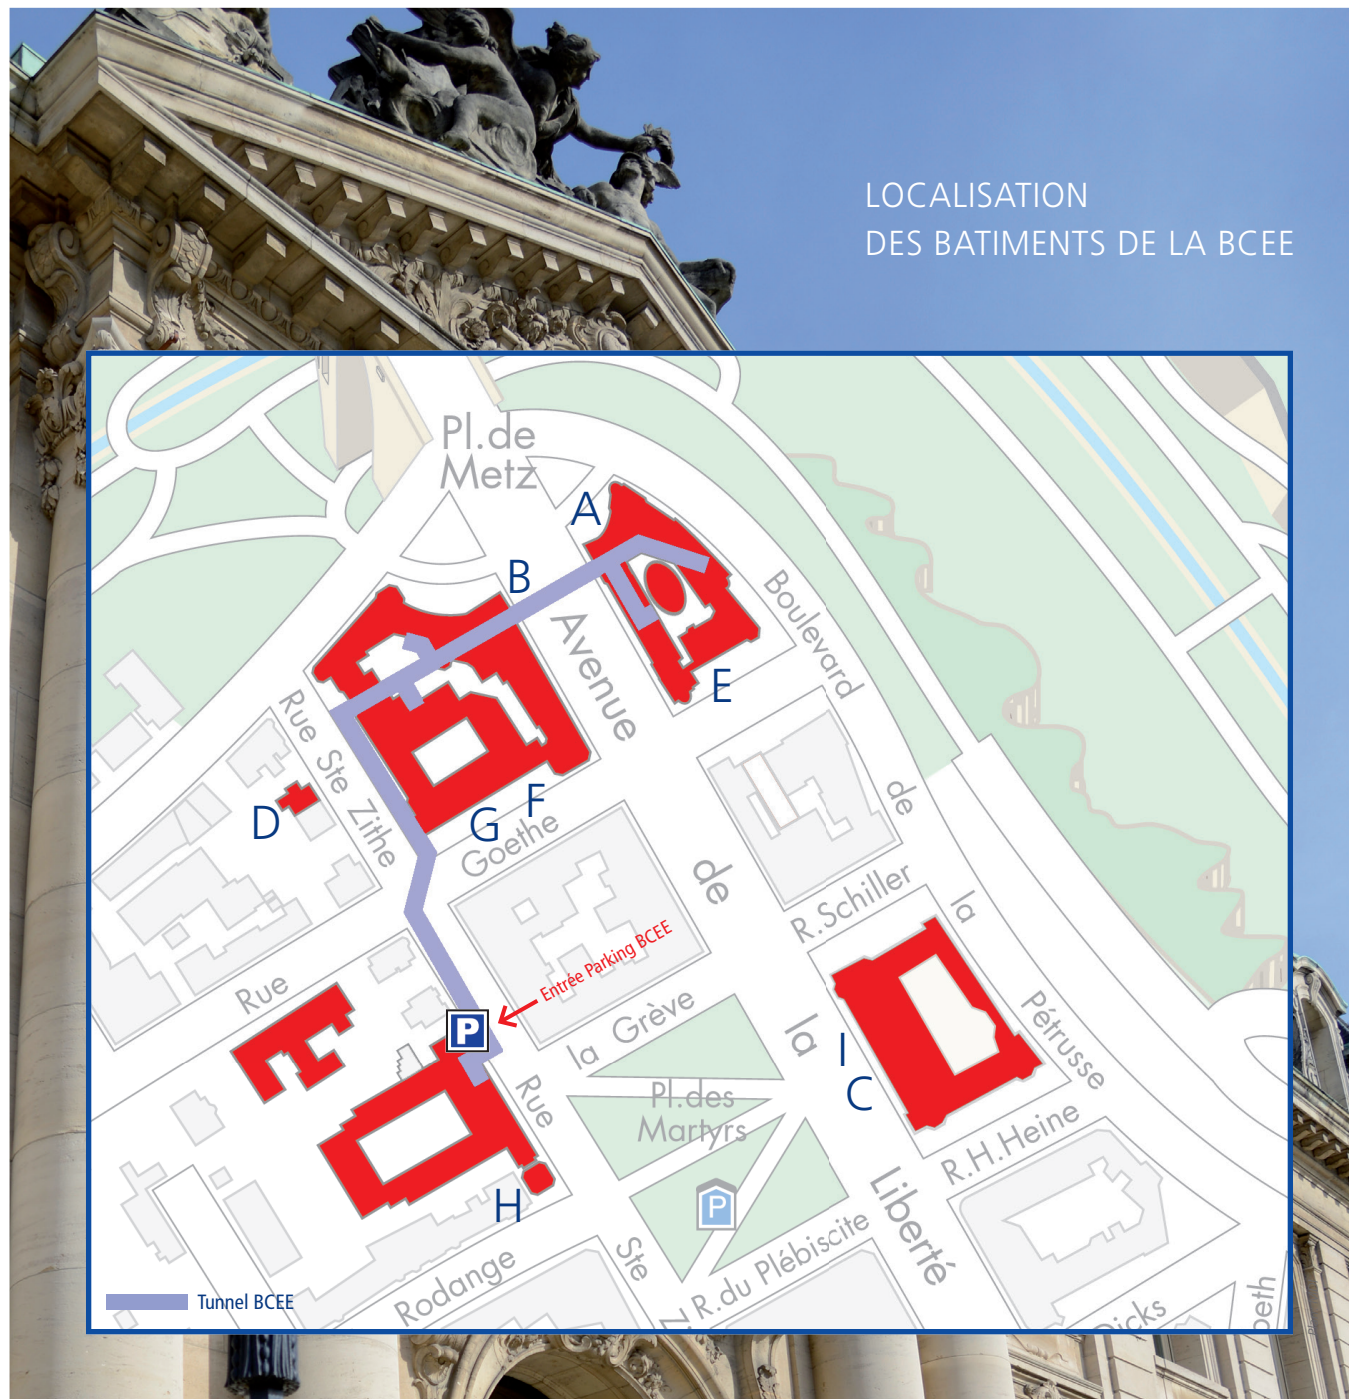 LOCALISATION
DES BATIMENTS DE LA BCEE
Pl.de
Metz
A
B
Boulevard
Avenue
E
Rue Ste Zithe
D
F
G
Goethe
de
de
R.Schiller
la
Entrée Parking BCEE
Rue
la Grève
P
la
Pétrusse
I
C
Rue
Pl.des
Martyrs
R.H.Heine
H
P
Liberté
Ste
R.du Plébiscite
Rodange
Tunnel BCEE